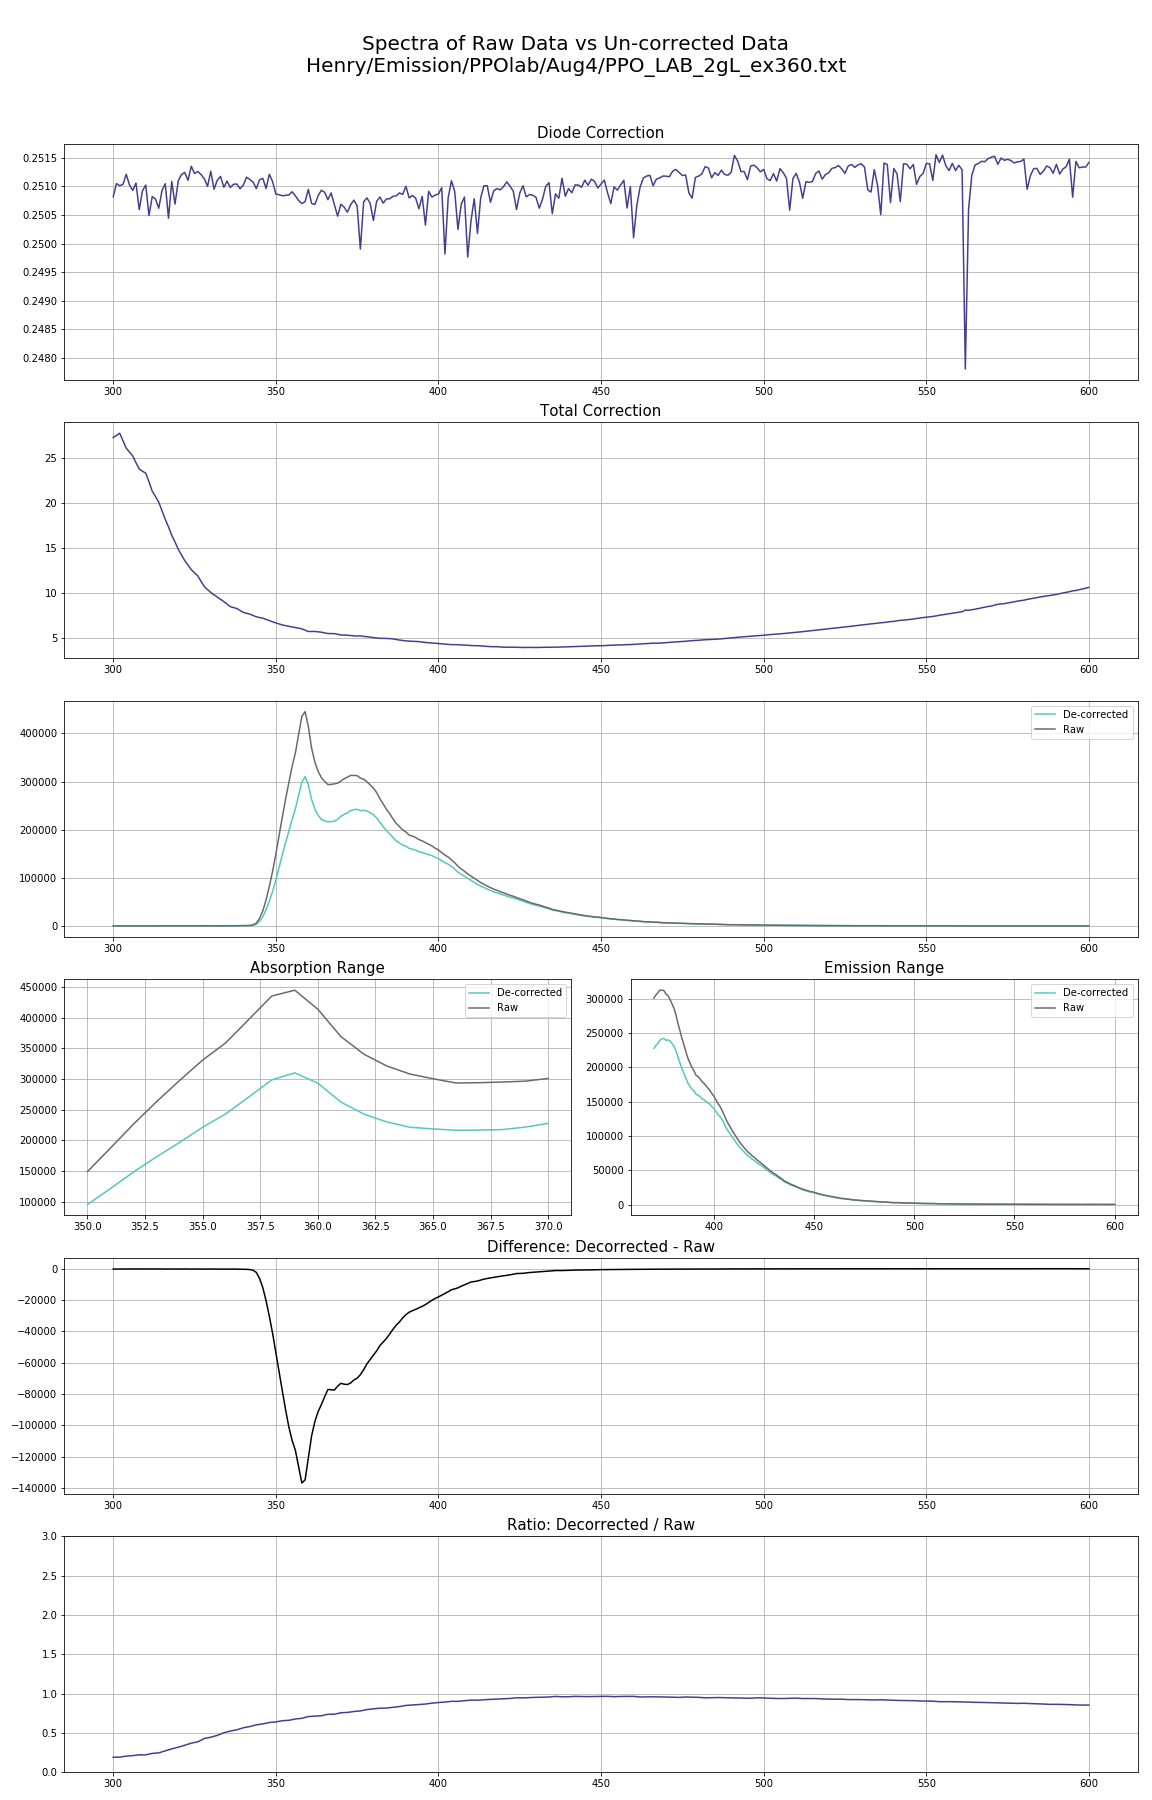 Spectra of Raw Data vs Un-corrected Data
Henry/Emission/PPOlab/Aug4/PPO_LAB_2gL_ex360.txt
Diode Correction
0.2515
0.2510
0.2505
0.2500
0.2495
0.2490
0.2485
0.2480
300 350 400 450 500 550 600
Total Correction
25
20
15
10
5
300 350 400 450 500 550 600
De-corrected
Raw
400000
300000
200000
100000
0
300 350 400 450 500 550 600
Absorption Range
De-corrected
Raw
450000
400000
350000
300000
250000
200000
150000
100000
350.0 352.5 355.0 357.5 360.0 362.5 365.0 367.5 370.0
Emission Range
De-corrected
Raw
300000
250000
200000
150000
100000
50000
0
400 450 500 550 600
Difference: Decorrected - Raw
0
−20000
−40000
−60000
−80000
−100000
−120000
−140000
300 350 400 450 500 550 600
Ratio: Decorrected / Raw
3.0
2.5
2.0
1.5
1.0
0.5
0.0
300 350 400 450 500 550 600